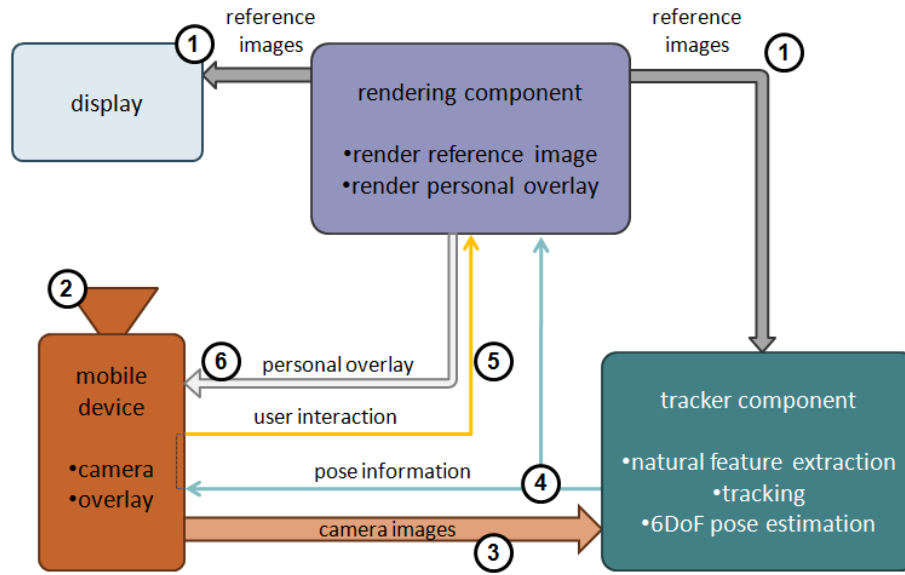 reference
images
1
display
rendering component
•render reference image
•render personal overlay
reference
images
1
2
mobile
device
•camera
•overlay
6
personal overlay
5
user interaction
pose information
4
camera images
3
tracker component
•natural feature extraction
•tracking
•6DoF pose estimation